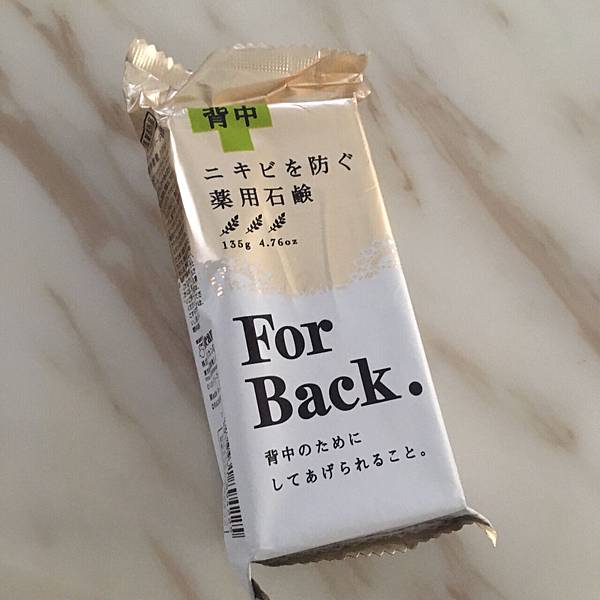 背中
ニキビを防ぐ
薬用石鹸
135g 4.76oz
For
Back.
背中のために
してあげられること。